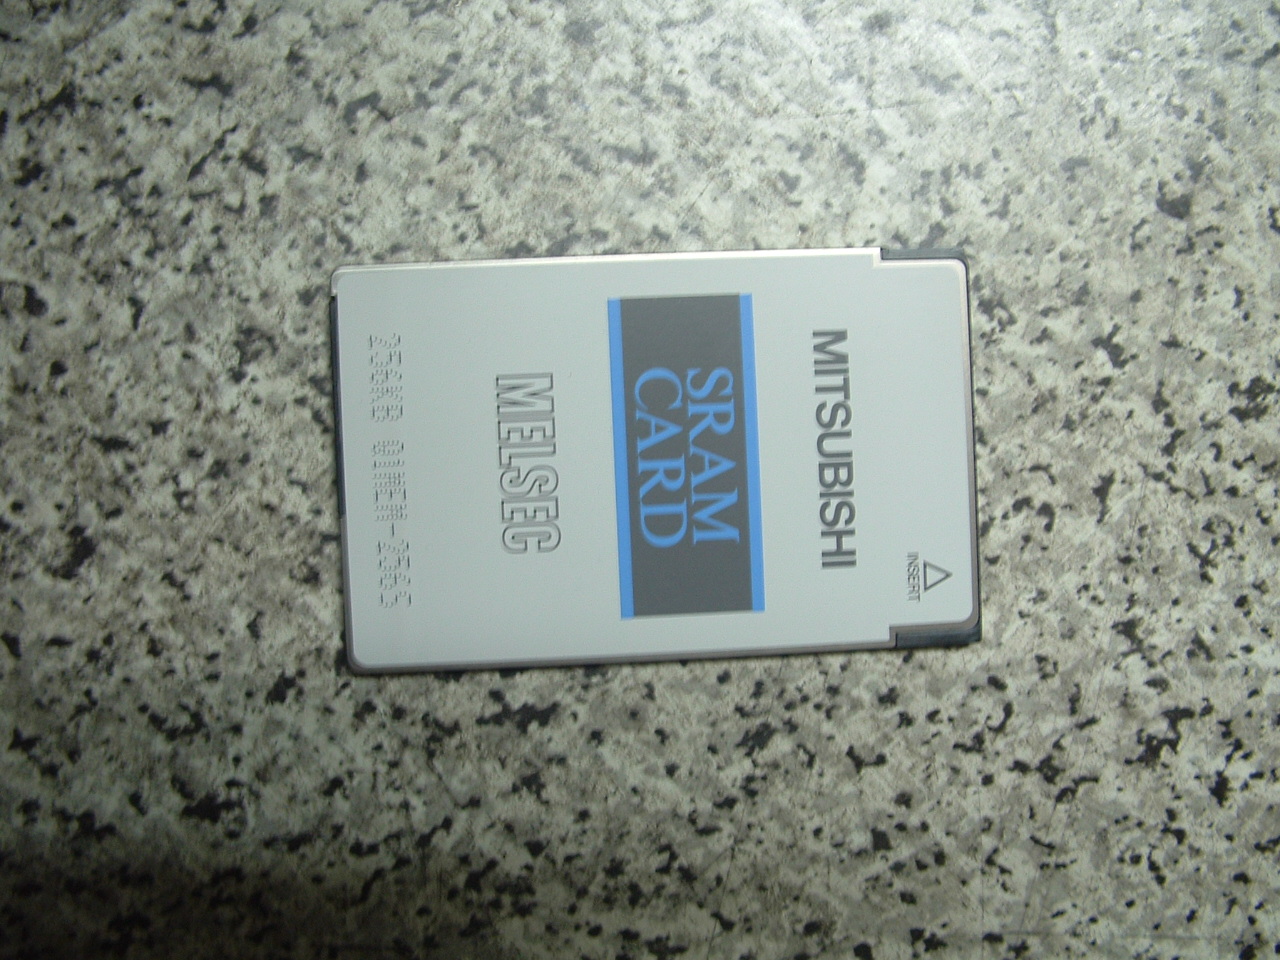 INSERT
MITSUBISHI
SRAM
CARD
MELSEC
256KB Q1MEM-256S